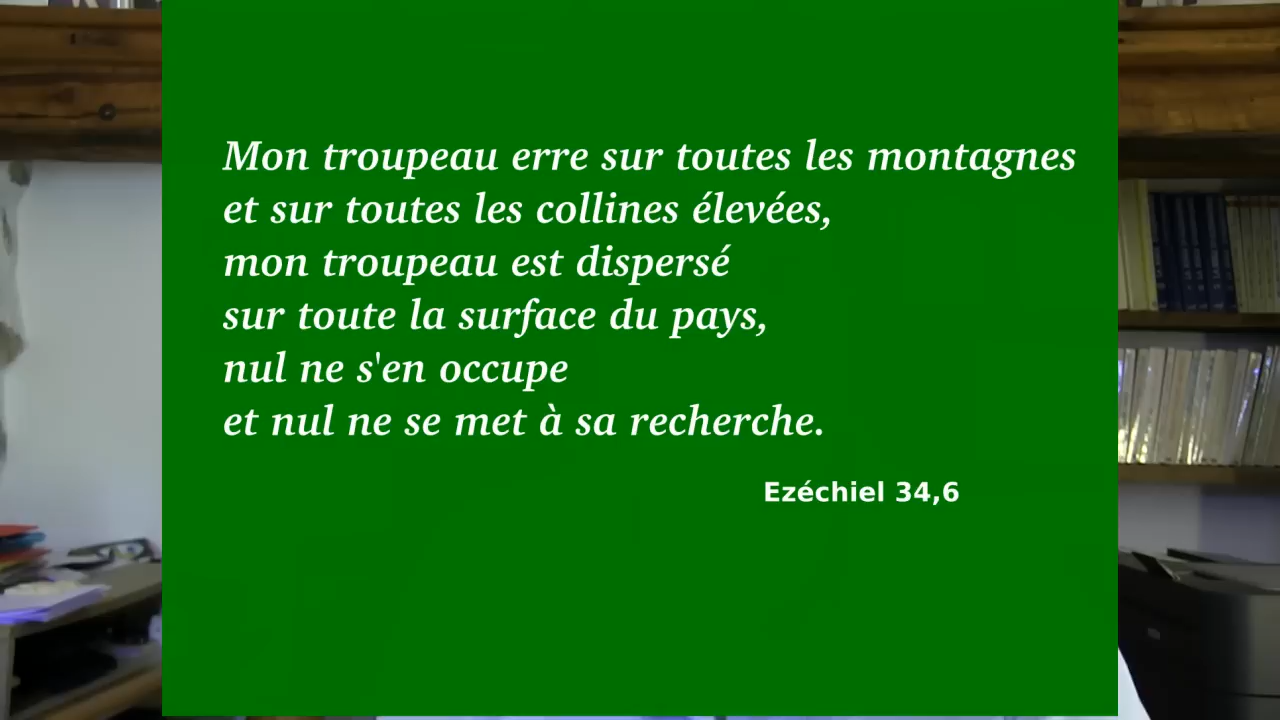 Mon troupeau erre sur toutes les montagnes
et sur toutes les collines élevées,
mon troupeau est dispersé
sur toute la surface du pays,
nul ne s'en occupe
et nul ne se met à sa recherche.
Ezéchiel 34,6